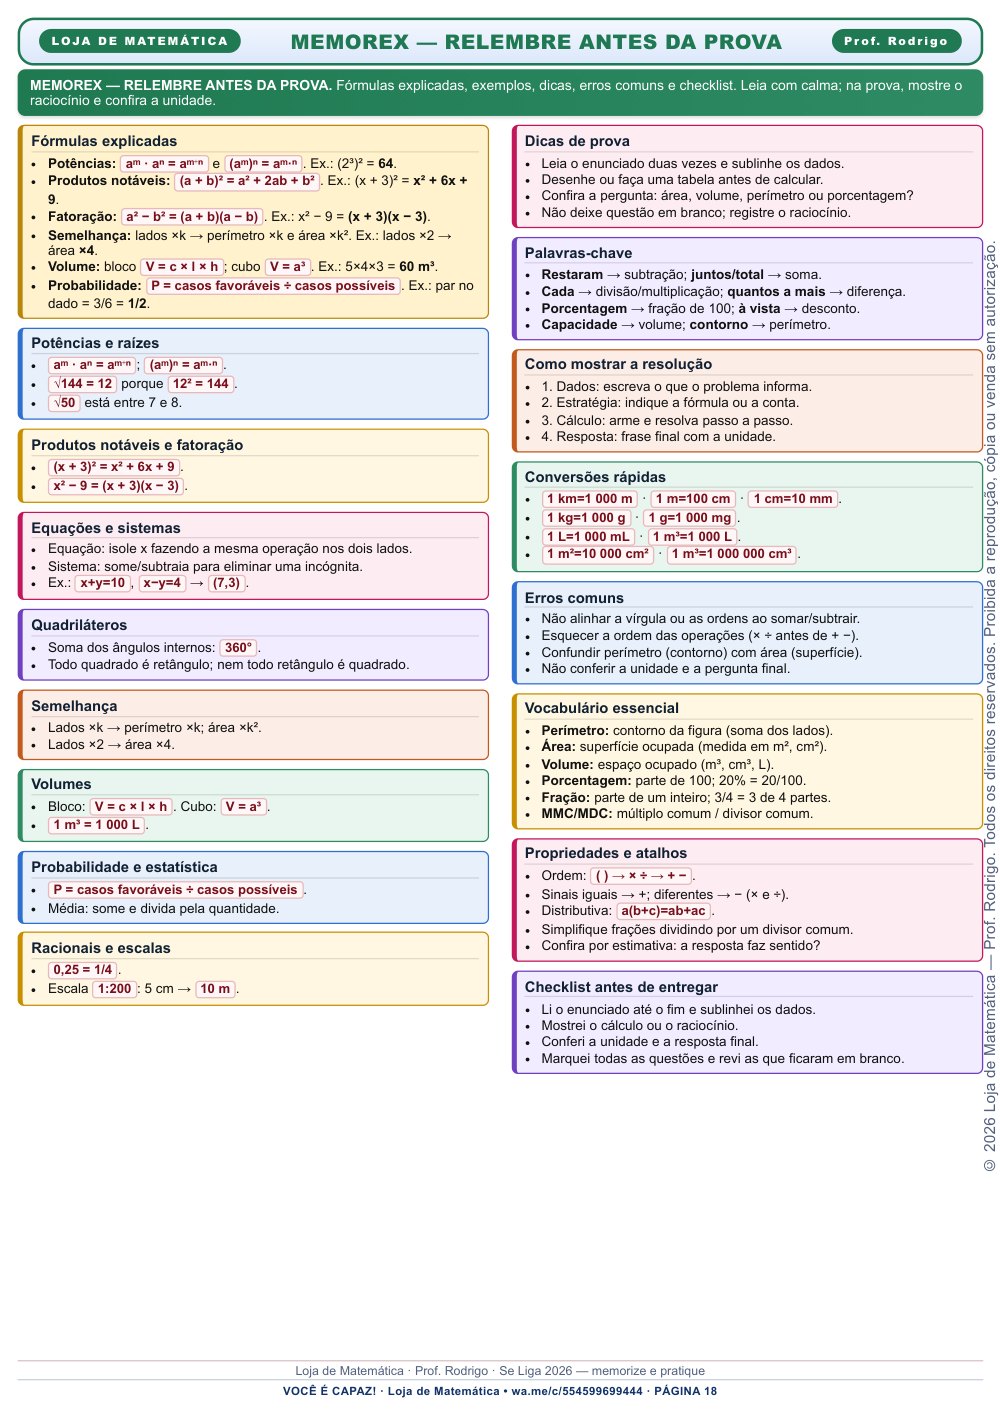 LOJA DE MATEMÁTICA
MEMOREX — RELEMBRE ANTES DA PROVA
Prof. Rodrigo
MEMOREX — RELEMBRE ANTES DA PROVA. Fórmulas explicadas, exemplos, dicas, erros comuns e checklist. Leia com calma; na prova, mostre o
raciocínio e confira a unidade.
Fórmulas explicadas
• Potências: aᵐ · aⁿ = aᵐ⁺ⁿ e (aᵐ)ⁿ = aᵐ·ⁿ. Ex.: (2³)² = 64.
• Produtos notáveis: (a + b)² = a² + 2ab + b². Ex.: (x + 3)² = x² + 6x +
9.
• Fatoração: a² − b² = (a + b)(a − b). Ex.: x² − 9 = (x + 3)(x − 3).
• Semelhança: lados ×k → perímetro ×k e área ×k². Ex.: lados ×2 →
área ×4.
• Volume: bloco V = c × l × h; cubo V = a³. Ex.: 5×4×3 = 60 m³.
• Probabilidade: P = casos favoráveis ÷ casos possíveis. Ex.: par no
dado = 3/6 = 1/2.
Potências e raízes
• aᵐ · aⁿ = aᵐ⁺ⁿ; (aᵐ)ⁿ = aᵐ·ⁿ.
• √144 = 12 porque 12² = 144.
• √50 está entre 7 e 8.
Produtos notáveis e fatoração
• (x + 3)² = x² + 6x + 9.
• x² − 9 = (x + 3)(x − 3).
Equações e sistemas
• Equação: isole x fazendo a mesma operação nos dois lados.
• Sistema: some/subtraia para eliminar uma incógnita.
• Ex.: x+y=10, x−y=4 → (7,3).
Quadriláteros
• Soma dos ângulos internos: 360°.
• Todo quadrado é retângulo; nem todo retângulo é quadrado.
Semelhança
• Lados ×k → perímetro ×k; área ×k².
• Lados ×2 → área ×4.
Volumes
• Bloco: V = c × l × h. Cubo: V = a³.
• 1 m³ = 1 000 L.
Probabilidade e estatística
• P = casos favoráveis ÷ casos possíveis.
• Média: some e divida pela quantidade.
Racionais e escalas
• 0,25 = 1/4.
• Escala 1:200: 5 cm → 10 m.
Dicas de prova
• Leia o enunciado duas vezes e sublinhe os dados.
• Desenhe ou faça uma tabela antes de calcular.
• Confira a pergunta: área, volume, perímetro ou porcentagem?
• Não deixe questão em branco; registre o raciocínio.
Palavras-chave
• Restaram → subtração; juntos/total → soma.
• Cada → divisão/multiplicação; quantos a mais → diferença.
• Porcentagem → fração de 100; à vista → desconto.
• Capacidade → volume; contorno → perímetro.
Como mostrar a resolução
• 1. Dados: escreva o que o problema informa.
• 2. Estratégia: indique a fórmula ou a conta.
• 3. Cálculo: arme e resolva passo a passo.
• 4. Resposta: frase final com a unidade.
Conversões rápidas
• 1 km=1 000 m · 1 m=100 cm · 1 cm=10 mm.
• 1 kg=1 000 g · 1 g=1 000 mg.
• 1 L=1 000 mL · 1 m³=1 000 L.
• 1 m²=10 000 cm² · 1 m³=1 000 000 cm³.
Erros comuns
• Não alinhar a vírgula ou as ordens ao somar/subtrair.
• Esquecer a ordem das operações (× ÷ antes de + −).
• Confundir perímetro (contorno) com área (superfície).
• Não conferir a unidade e a pergunta final.
Vocabulário essencial
• Perímetro: contorno da figura (soma dos lados).
• Área: superfície ocupada (medida em m², cm²).
• Volume: espaço ocupado (m³, cm³, L).
• Porcentagem: parte de 100; 20% = 20/100.
• Fração: parte de um inteiro; 3/4 = 3 de 4 partes.
• MMC/MDC: múltiplo comum / divisor comum.
Propriedades e atalhos
• Ordem: ( ) → × ÷ → + −.
• Sinais iguais → +; diferentes → − (× e ÷).
• Distributiva: a(b+c)=ab+ac.
• Simplifique frações dividindo por um divisor comum.
• Confira por estimativa: a resposta faz sentido?
Checklist antes de entregar
• Li o enunciado até o fim e sublinhei os dados.
• Mostrei o cálculo ou o raciocínio.
• Conferi a unidade e a resposta final.
• Marquei todas as questões e revi as que ficaram em branco.
© 2026 Loja de Matemática — Prof. Rodrigo. Todos os direitos reservados. Proibida a reprodução, cópia ou venda sem autorização.
Loja de Matemática · Prof. Rodrigo · Se Liga 2026 — memorize e pratique
VOCÊ É CAPAZ! · Loja de Matemática • wa.me/c/554599699444 · PÁGINA 18